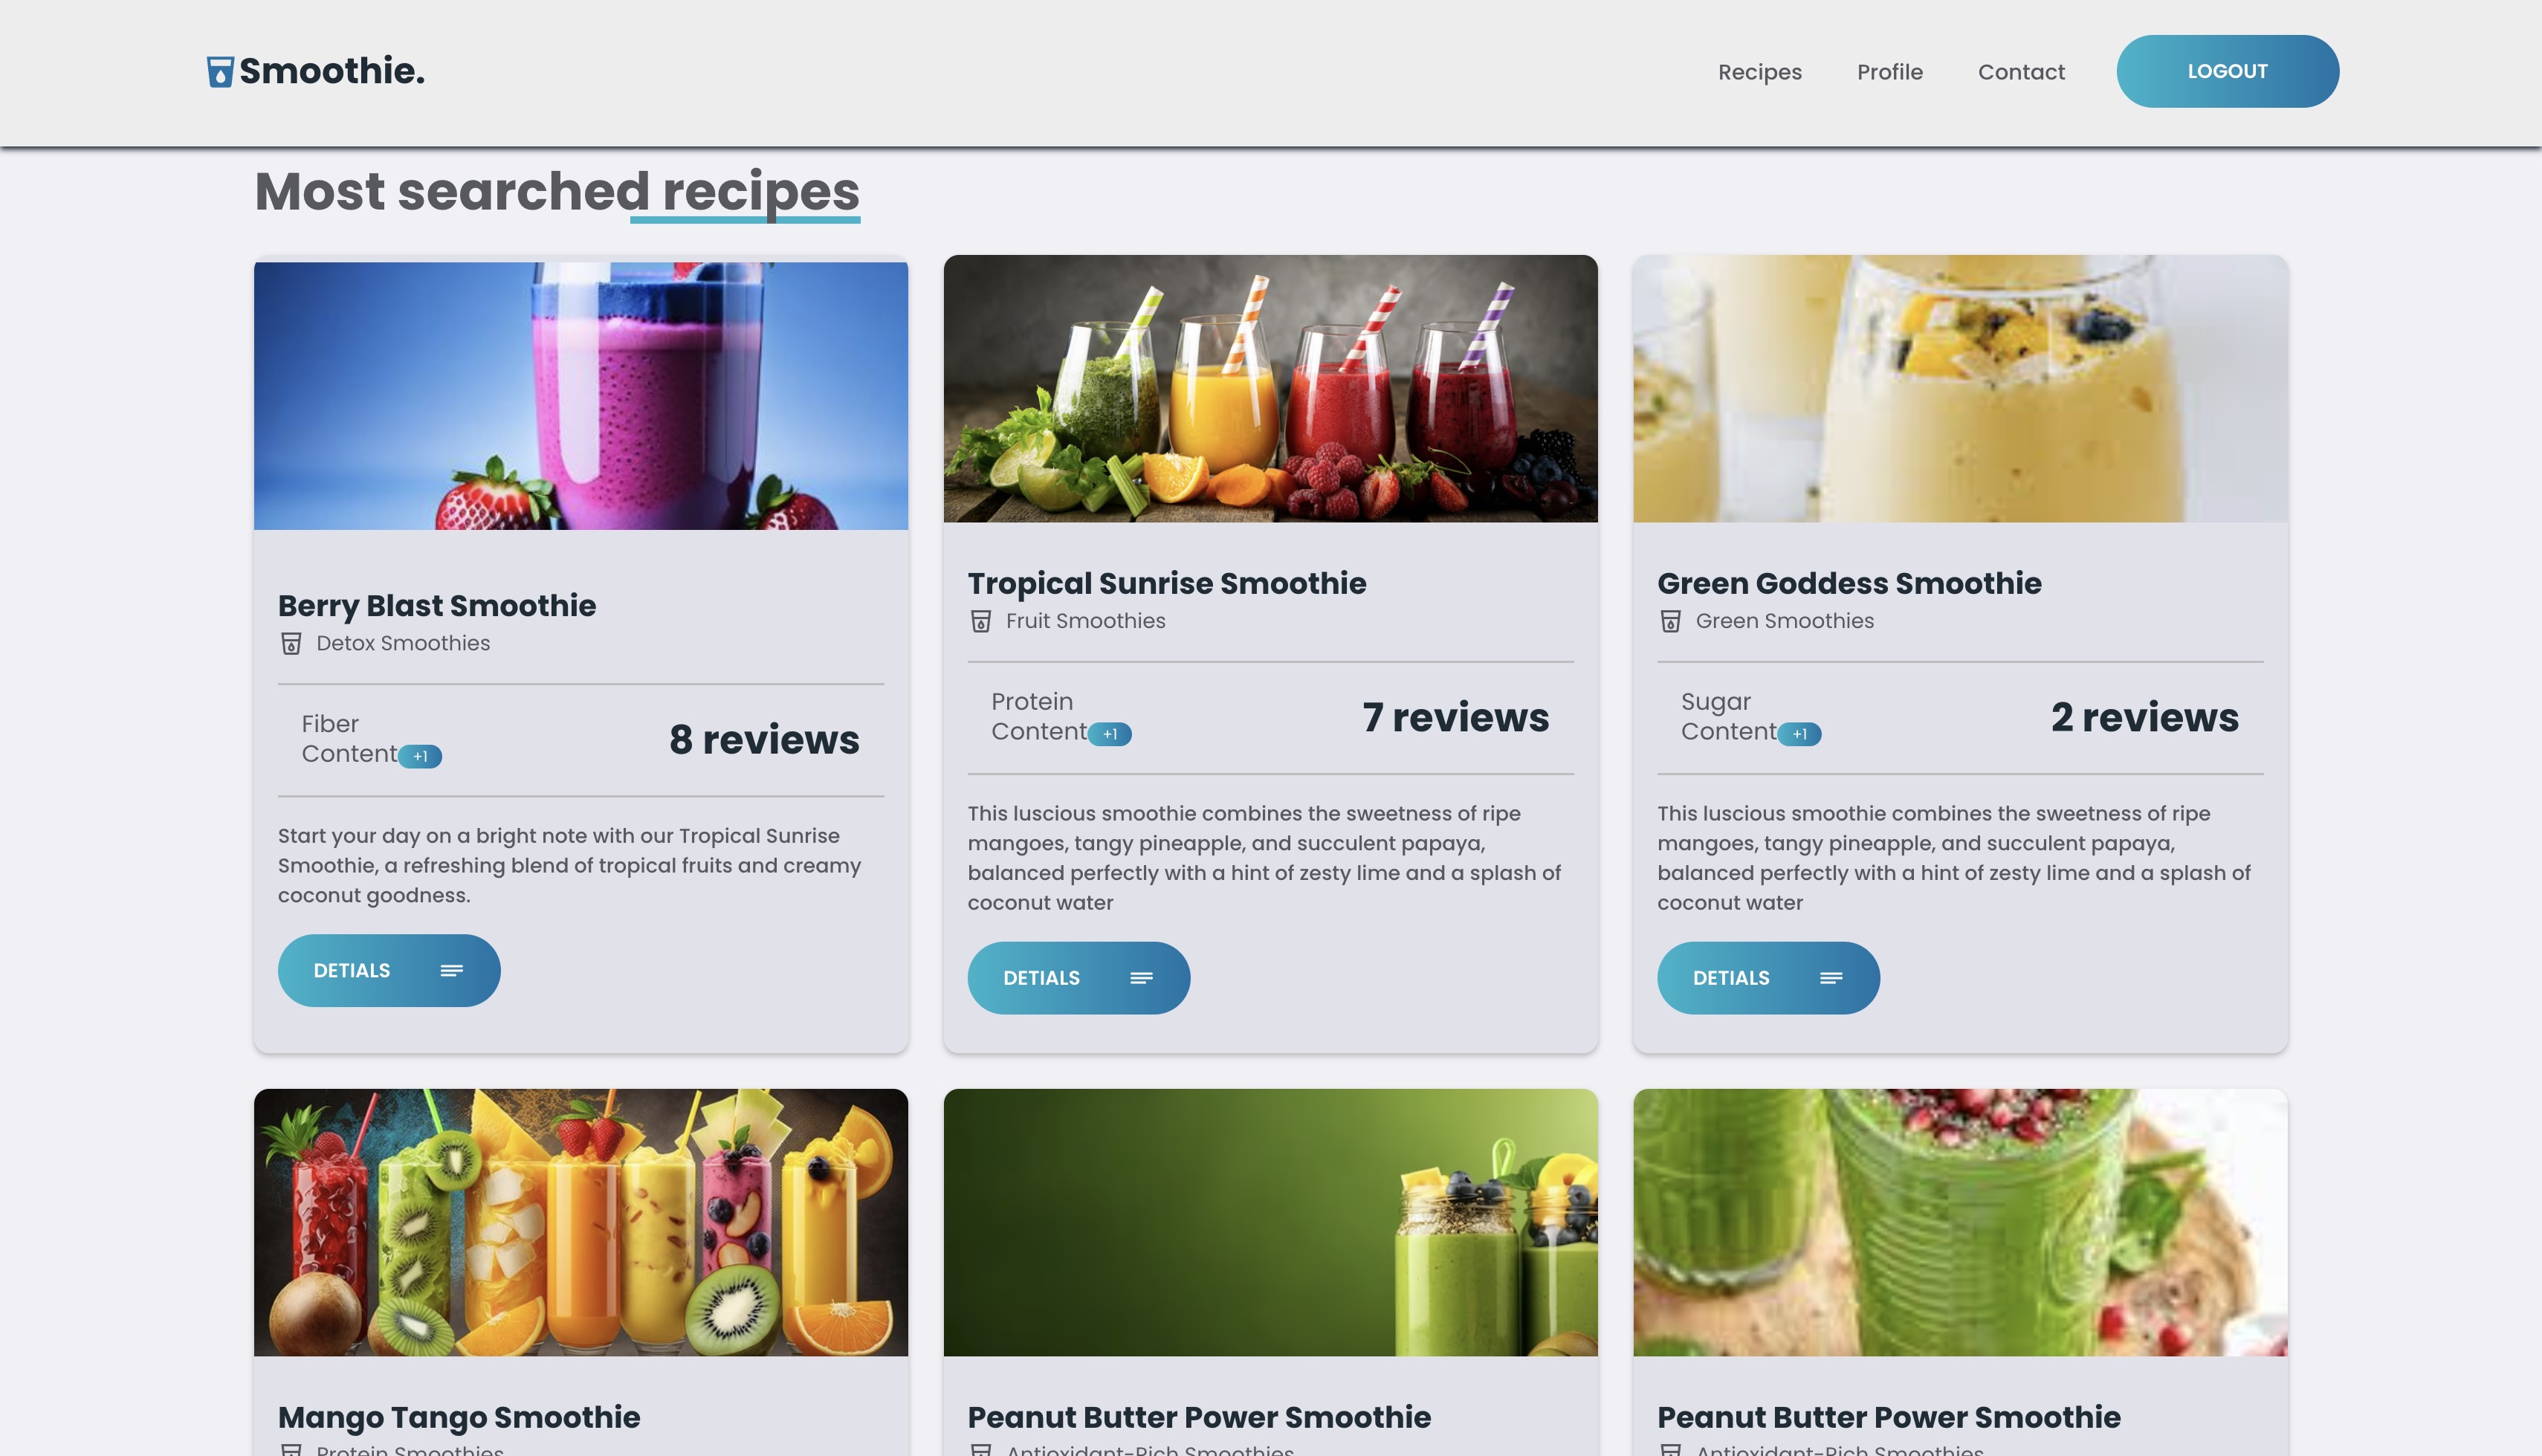 Smoothie.
Recipes
Profile
Contact
LOGOUT
Most searched recipes
Berry Blast Smoothie
Detox Smoothies
Fiber
Content+1
8 reviews
Start your day on a bright note with our Tropical Sunrise
Smoothie, a refreshing blend of tropical fruits and creamy
coconut goodness.
DETIALS
Tropical Sunrise Smoothie
Fruit Smoothies
Protein
Content+1
7 reviews
This luscious smoothie combines the sweetness of ripe
mangoes, tangy pineapple, and succulent papaya,
balanced perfectly with a hint of zesty lime and a splash of
coconut water
DETIALS
Green Goddess Smoothie
Green Smoothies
Sugar
Content+1
2 reviews
This luscious smoothie combines the sweetness of ripe
mangoes, tangy pineapple, and succulent papaya,
balanced perfectly with a hint of zesty lime and a splash of
coconut water
DETIALS
Mango Tango Smoothie
Protein Smoothies
Peanut Butter Power Smoothie
Antioxidant-Rich Smoothies
Peanut Butter Power Smoothie
Antioxidant-Rich Smoothies